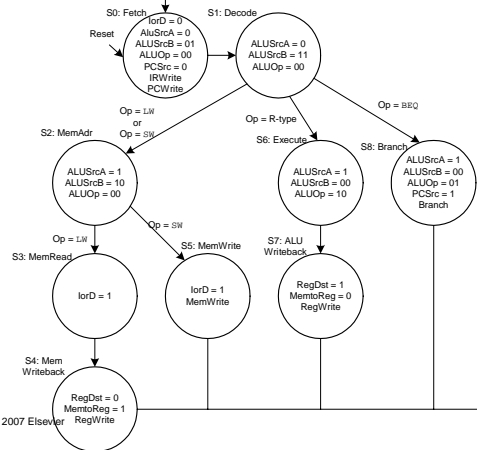 S0: Fetch
S1: Decode
Reset
IorD = 0
AluSrcA = 0
ALUSrcB = 01
ALUOp = 00
PCSrc = 0
IRWrite
PCWrite
ALUSrcA = 0
ALUSrcB = 11
ALUOp = 00
Op = LW
or
Op = SW
Op = R-type
Op = BEQ
S2: MemAdr
S6: Execute
S8: Branch
ALUSrcA = 1
ALUSrcB = 10
ALUOp = 00
ALUSrcA = 1
ALUSrcB = 00
ALUOp = 10
ALUSrcA = 1
ALUSrcB = 00
ALUOp = 01
PCSrc = 1
Branch
Op = LW
Op = SW
S3: MemRead
S5: MemWrite
S7: ALU
Writeback
IorD = 1
IorD = 1
MemWrite
RegDst = 1
MemtoReg = 0
RegWrite
S4: Mem
Writeback
RegDst = 0
MemtoReg = 1
RegWrite
2007 Elsevier